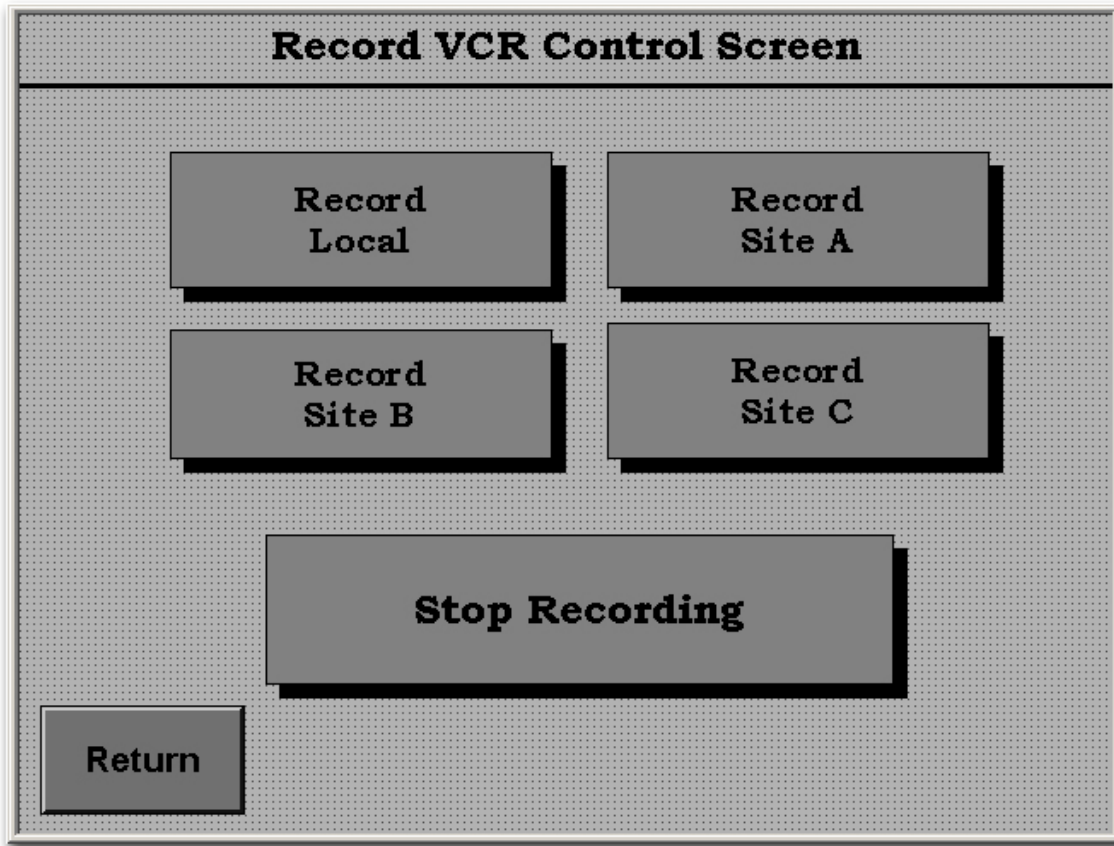 Record VCR Control Screen
Record
Local
Record
Site A
Record
Site B
Record
Site C
Stop Recording
Return